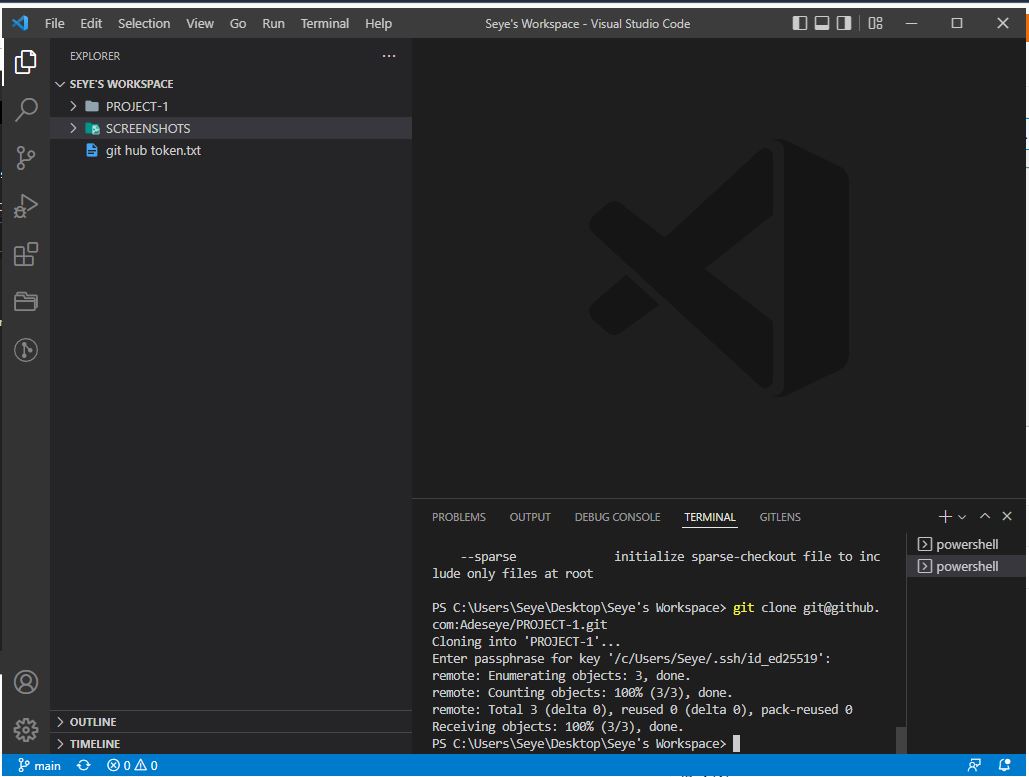 File Edit Selection View Go Run Terminal Help Seye's Workspace - Visual Studio Code
EXPLORER
SEYE'S WORKSPACE
PROJECT-1
SCREENSHOTS
git hub token.txt
PROBLEMS OUTPUT DEBUG CONSOLE TERMINAL GITLENS
powershell
powershell
--sparse initialize sparse-checkout file to inc
lude only files at root
PS C:\Users\Seye\Desktop\Seye's Workspace> git clone git@github.
com:Adeseye/PROJECT-1.git
Cloning into 'PROJECT-1'...
Enter passphrase for key '/c/Users/Seye/.ssh/id_ed25519':
remote: Enumerating objects: 3, done.
remote: Counting objects: 100% (3/3), done.
remote: Total 3 (delta 0), reused 0 (delta 0), pack-reused 0
Receiving objects: 100% (3/3), done.
PS C:\Users\Seye\Desktop\Seye's Workspace>
OUTLINE
TIMELINE
main 0 0